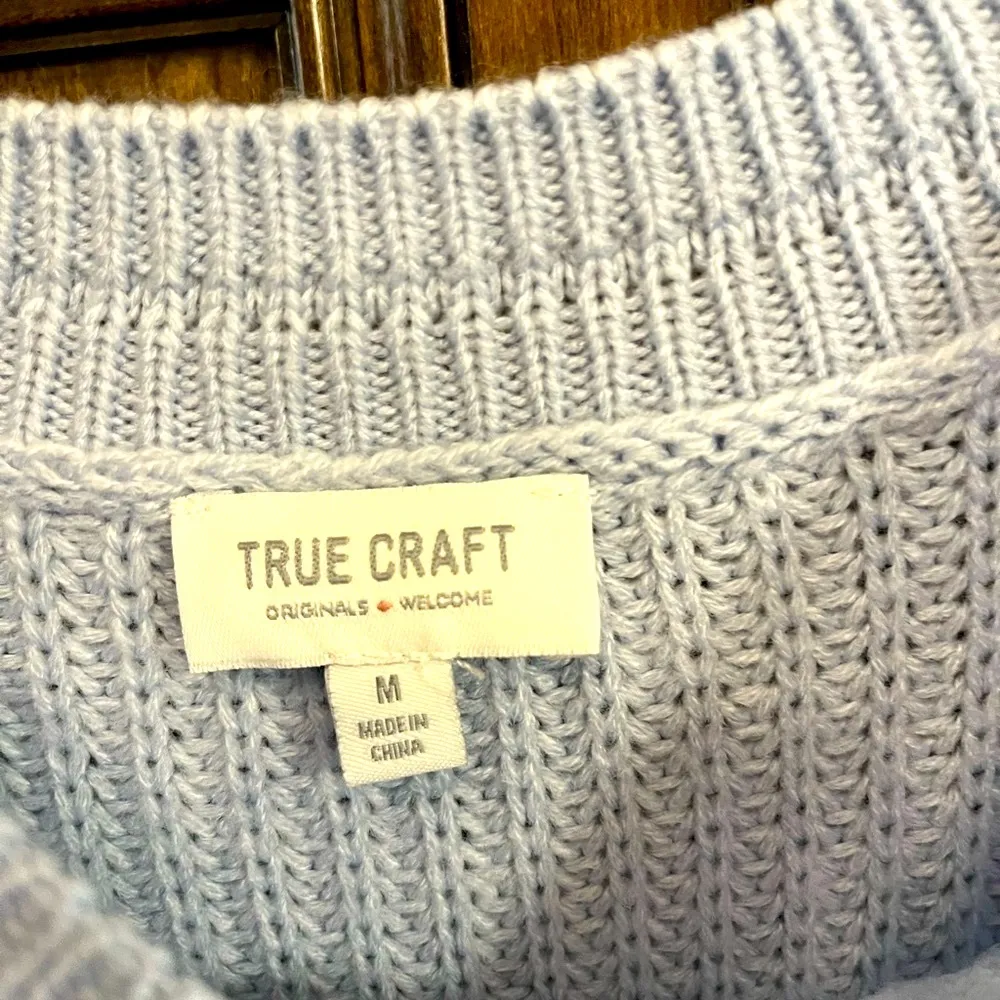 TRUE CRAFT
ORIGINALS • WELCOME
M
MADE IN
CHINA